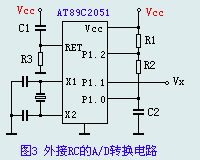 Vcc AT89C2051 Vcc
C1 Vcc
RET R1
P1.2
R3 R2
X1 P1.1 Vx
P1.0
X2 C2
图3 外接RC的A/D转换电路